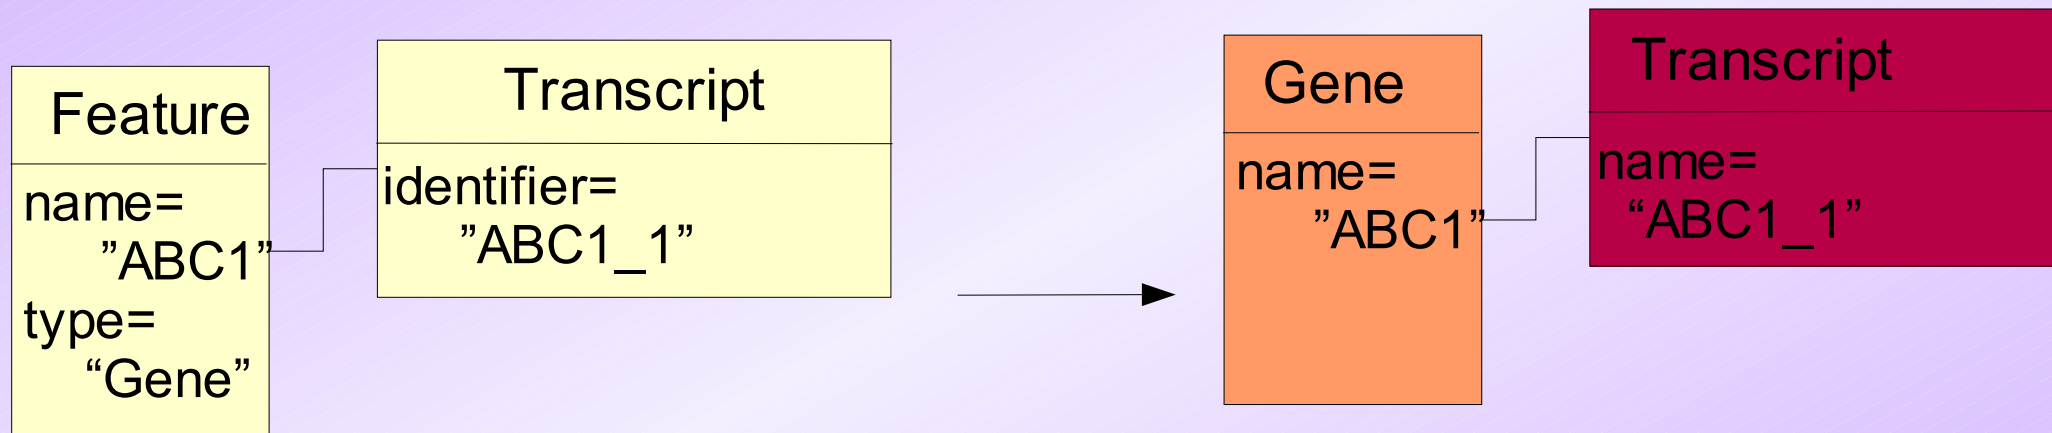 Feature
name=
”ABC1”
type=
“Gene”
Transcript
identifier=
”ABC1_1”
Gene
name=
”ABC1”
Transcript
name=
“ABC1_1”